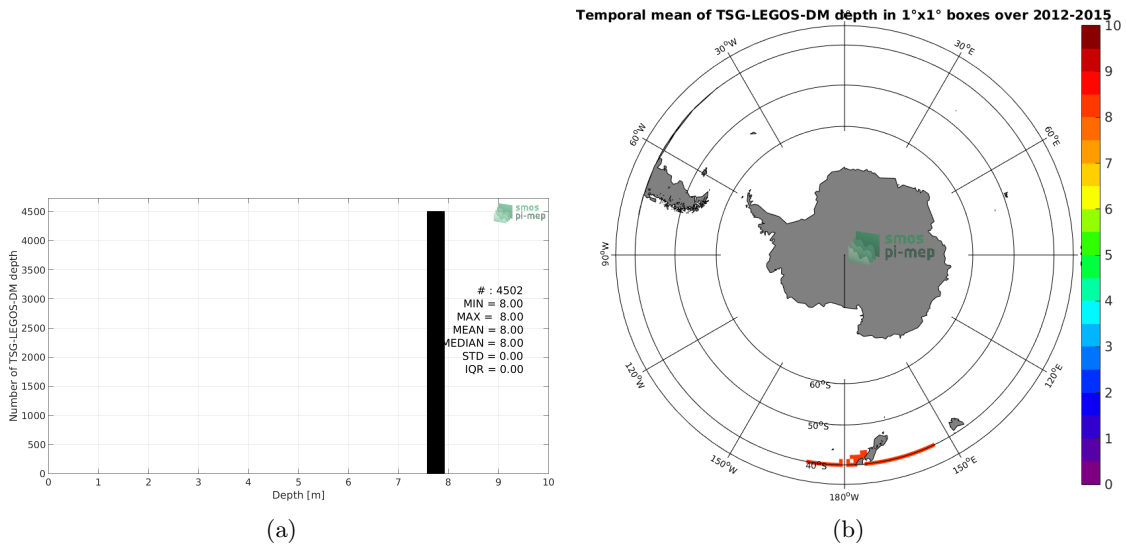 Temporal mean of TSG-LEGOS-DM depth in 1°x1° boxes over 2012-2015
0°
30°W
30°E
60°W
60°E
90°W
120°W
120°E
150°W
150°E
180°W
60°S
50°S
40°S
smos
pi-mep
10
9
8
7
6
5
4
3
2
1
0
4500
4000
3500
3000
2500
2000
1500
1000
500
0
Number of TSG-LEGOS-DM depth
smos
pi-mep
# : 4502
MIN = 8.00
MAX = 8.00
MEAN = 8.00
MEDIAN = 8.00
STD = 0.00
IQR = 0.00
0 1 2 3 4 5 6 7 8 9 10
Depth [m]
(a)
(b)